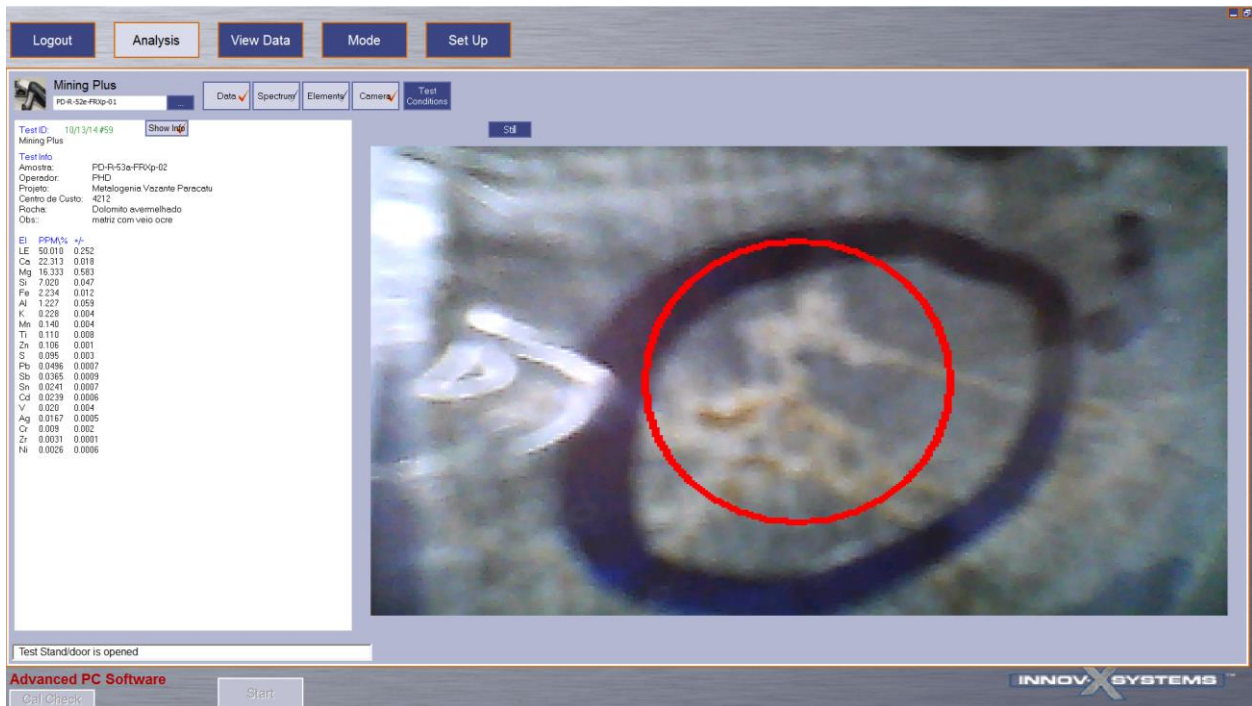 Logout Analysis View Data Mode Set Up
Mining Plus
PD-R-52e-FRXp-01 ... Data Spectrum Elements Camera Test Conditions
Test ID: 10/13/14 #59 Show Info
Mining Plus
Still
Test Info
Amostra: PD-R-53a-FRXp-02
Operador: PHD
Projeto: Metalogenia Vazante Paracatu
Centro de Custo: 4212
Rocha: Dolomito avermelhado
Obs:: matriz com veio ocre
El PPM\% +/-
LE 50.010 0.252
Ca 22.313 0.018
Mg 16.333 0.583
Si 7.020 0.047
Fe 2.234 0.012
Al 1.227 0.059
K 0.228 0.004
Mn 0.140 0.004
Ti 0.110 0.008
Zn 0.106 0.001
S 0.095 0.003
Pb 0.0496 0.0007
Sb 0.0365 0.0009
Sn 0.0241 0.0007
Cd 0.0239 0.0006
V 0.020 0.004
Ag 0.0167 0.0005
Cr 0.009 0.002
Zr 0.0031 0.0001
Ni 0.0026 0.0006
Test Stand/door is opened
Advanced PC Software
Cal Check Start
INNOV-X SYSTEMS